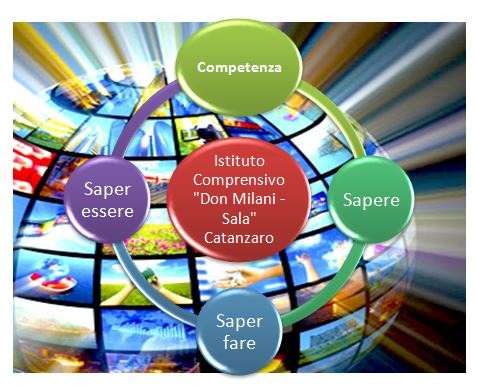 Competenza
Istituto
Comprensivo
"Don Milani -
Sala"
Catanzaro
Saper
essere
Sapere
Saper
fare